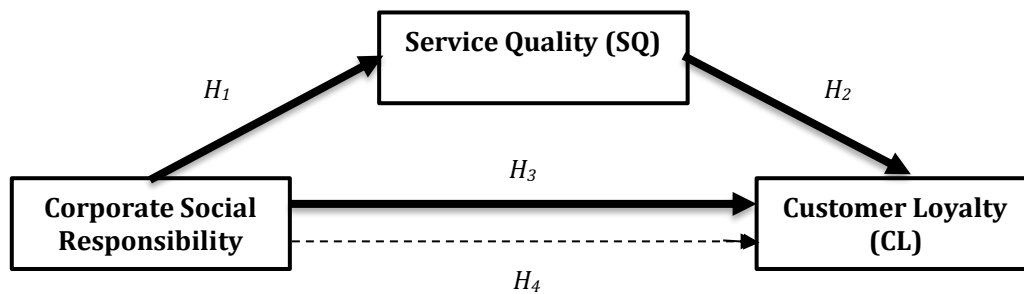 Service Quality (SQ)
H1
H2
H3
Corporate Social
Responsibility
Customer Loyalty
(CL)
H4